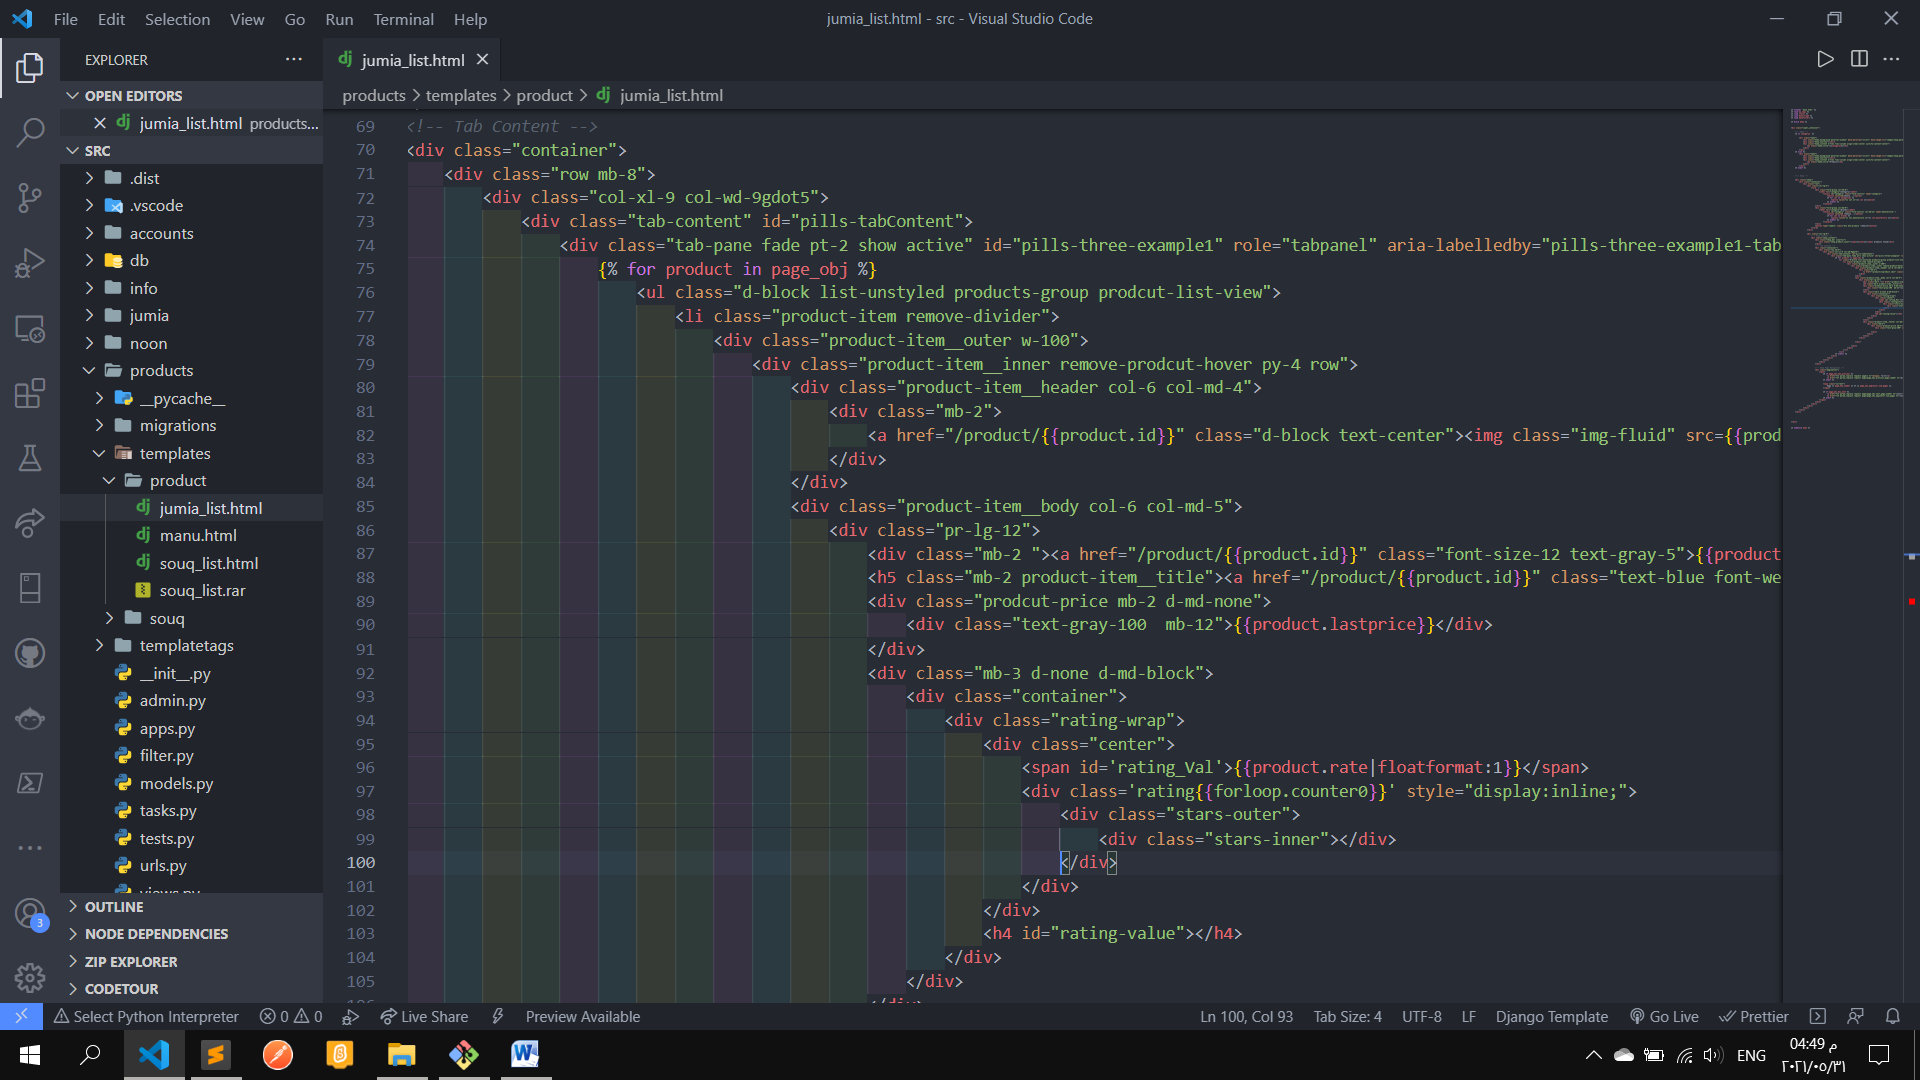 File Edit Selection View Go Run Terminal Help
jumia_list.html - src - Visual Studio Code
EXPLORER
jumia_list.html
OPEN EDITORS
jumia_list.html products...
SRC
.dist
.vscode
accounts
db
info
jumia
noon
products
__pycache__
migrations
templates
product
jumia_list.html
manu.html
souq_list.html
souq_list.rar
souq
templatetags
__init__.py
admin.py
apps.py
filter.py
models.py
tasks.py
tests.py
urls.py
views.py
OUTLINE
NODE DEPENDENCIES
ZIP EXPLORER
CODETOUR
3
products > templates > product > jumia_list.html
69 <!-- Tab Content -->
70 <div class="container">
71 <div class="row mb-8">
72 <div class="col-xl-9 col-wd-9gdot5">
73 <div class="tab-content" id="pills-tabContent">
74 <div class="tab-pane fade pt-2 show active" id="pills-three-example1" role="tabpanel" aria-labelledby="pills-three-example1-tab
75 {% for product in page_obj %}
76 <ul class="d-block list-unstyled products-group prodcut-list-view">
77 <li class="product-item remove-divider">
78 <div class="product-item__outer w-100">
79 <div class="product-item__inner remove-prodcut-hover py-4 row">
80 <div class="product-item__header col-6 col-md-4">
81 <div class="mb-2">
82 <a href="/product/{{product.id}}" class="d-block text-center"><img class="img-fluid" src={{prod
83 </div>
84 </div>
85 <div class="product-item__body col-6 col-md-5">
86 <div class="pr-lg-12">
87 <div class="mb-2 "><a href="/product/{{product.id}}" class="font-size-12 text-gray-5">{{product
88 <h5 class="mb-2 product-item__title"><a href="/product/{{product.id}}" class="text-blue font-we
89 <div class="prodcut-price mb-2 d-md-none">
90 <div class="text-gray-100  mb-12">{{product.lastprice}}</div>
91 </div>
92 <div class="mb-3 d-none d-md-block">
93 <div class="container">
94 <div class="rating-wrap">
95 <div class="center">
96 <span id='rating_Val'>{{product.rate|floatformat:1}}</span>
97 <div class='rating{{forloop.counter0}}' style="display:inline;">
98 <div class="stars-outer">
99 <div class="stars-inner"></div>
100 </div>
101 </div>
102 </div>
103 <h4 id="rating-value"></h4>
104 </div>
105 </div>
106 </div>
Select Python Interpreter 0 0 Live Share Preview Available
Ln 100, Col 93 Tab Size: 4 UTF-8 LF Django Template Go Live Prettier
ENG
04:49 م
٢٠٢١/٠٥/٣١